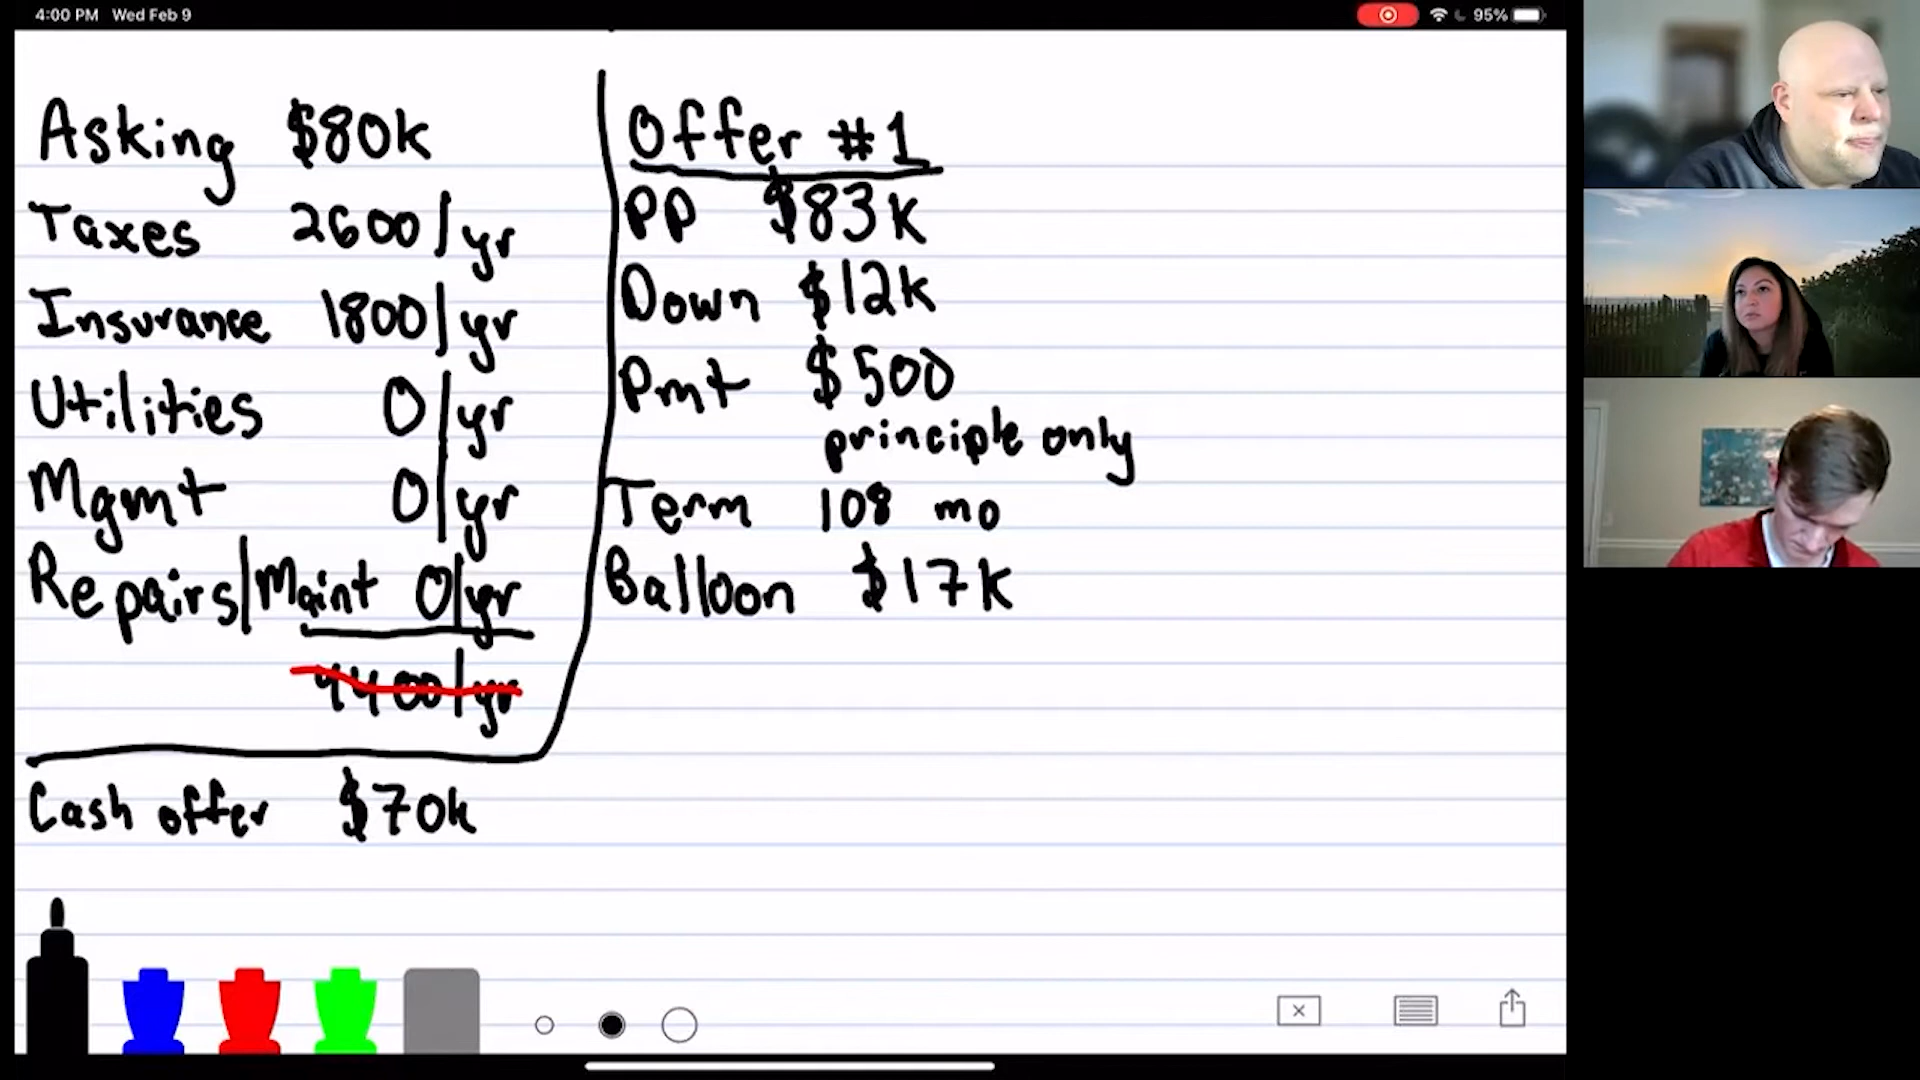 4:00 PM Wed Feb 9
95%
Asking $80k
Taxes 2600/yr
Insurance 1800/yr
Utilities 0/yr
Mgmt 0/yr
Repairs/Maint 0/yr
4400/yr
Cash offer $70k
Offer #1
PP $83k
Down $12k
Pmt $500
principle only
Term 108 mo
Balloon $17k